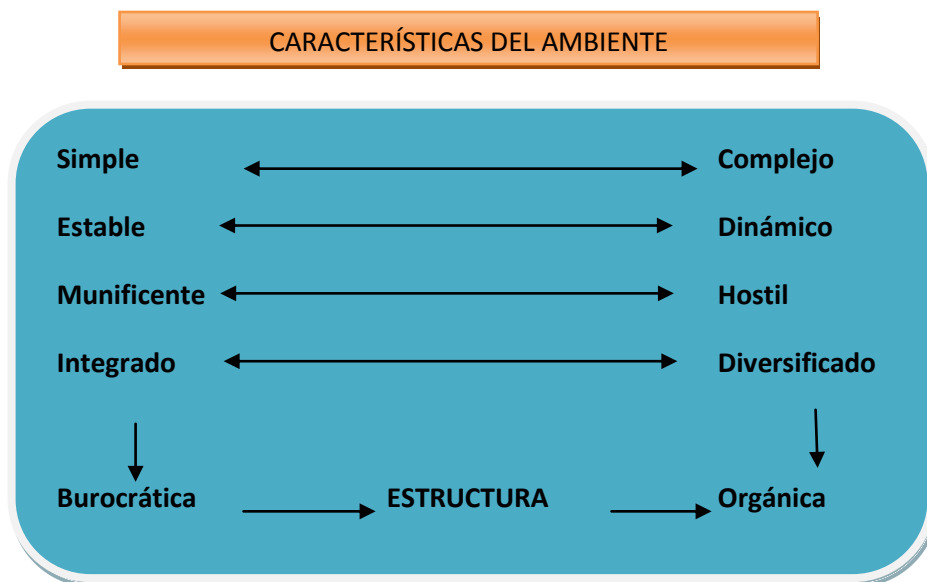 CARACTERÍSTICAS DEL AMBIENTE
Simple Complejo
Estable Dinámico
Munificente Hostil
Integrado Diversificado
Burocrática ESTRUCTURA Orgánica